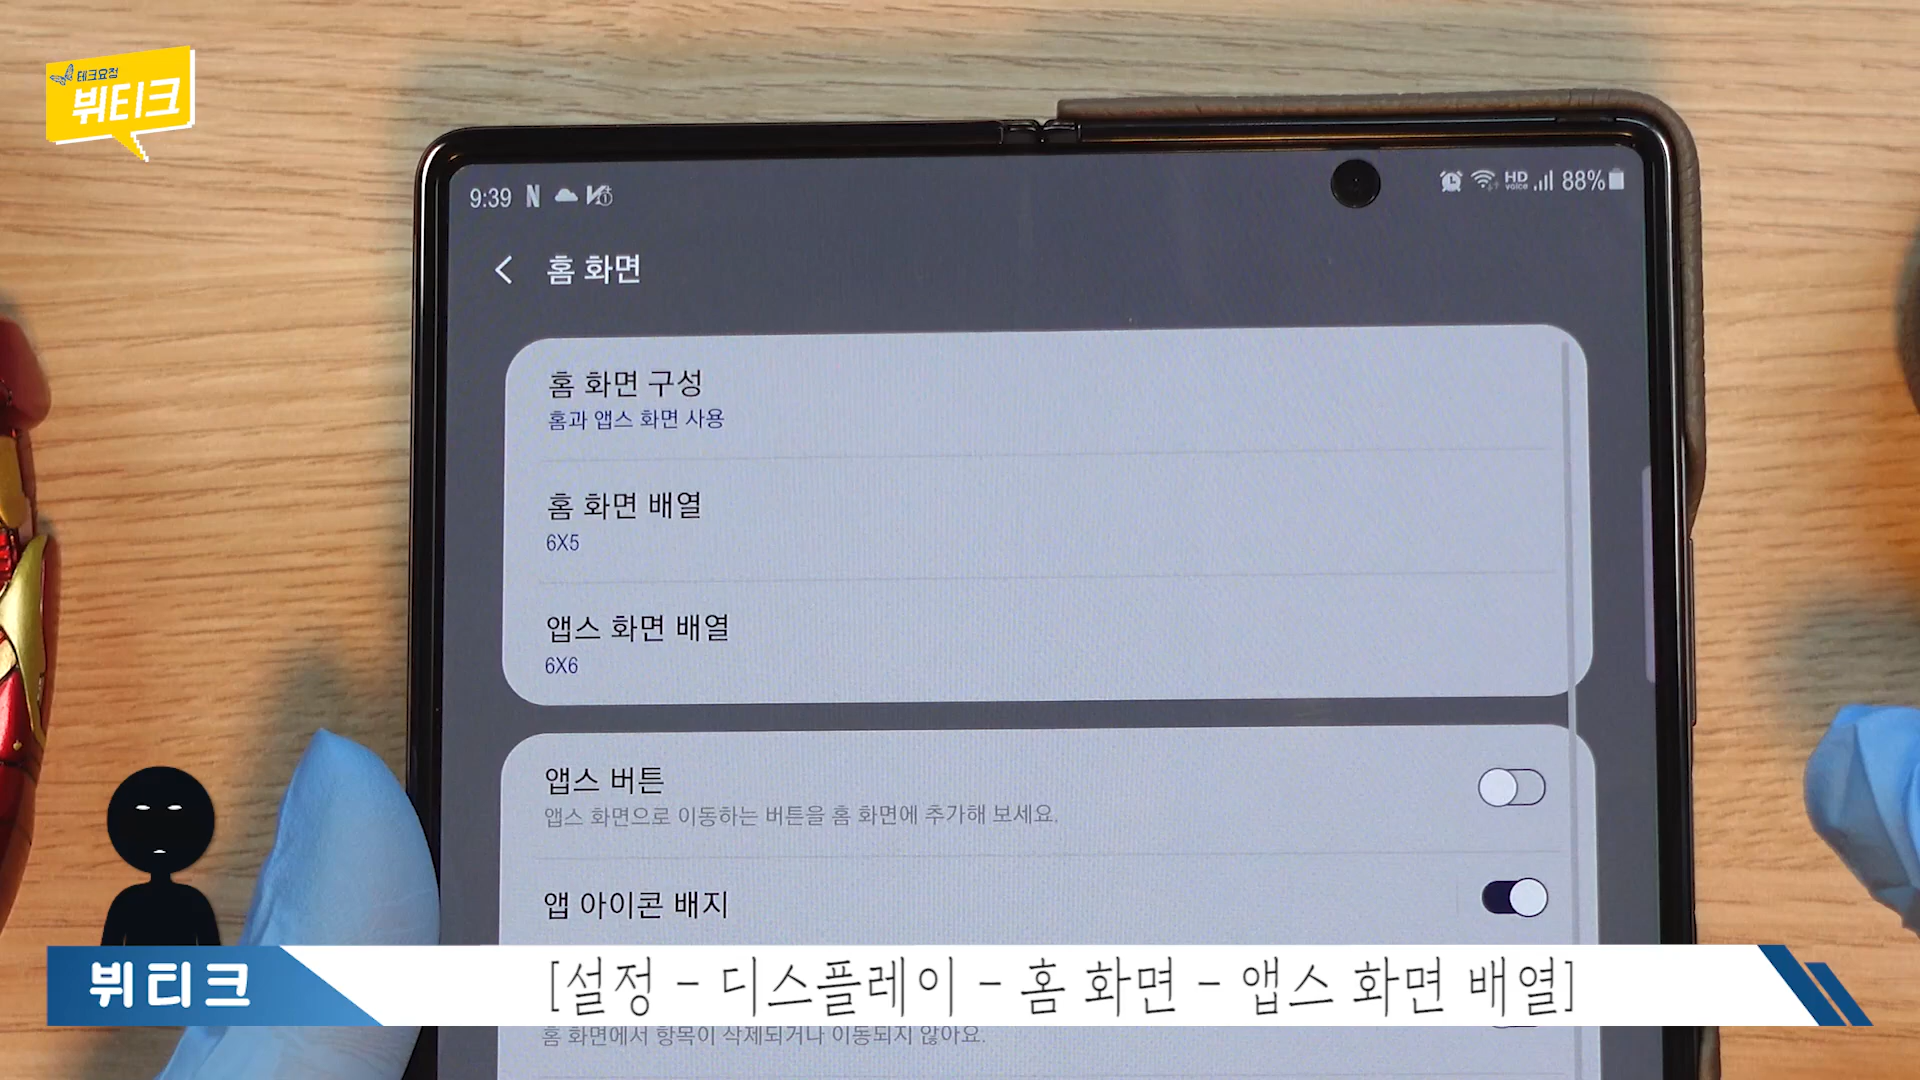 테크요정
뷔티크
9:39 N
HD voice 88%
홈 화면
홈 화면 구성
홈과 앱스 화면 사용
홈 화면 배열
6X5
앱스 화면 배열
6X6
앱스 버튼
앱스 화면으로 이동하는 버튼을 홈 화면에 추가해 보세요.
앱 아이콘 배지
뷔티크
[설정 - 디스플레이 - 홈 화면 - 앱스 화면 배열]
홈 화면에서 항목이 삭제되거나 이동되지 않아요.